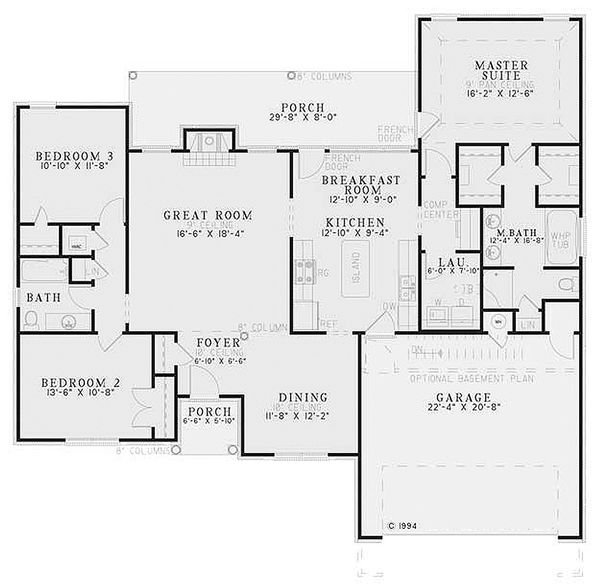 MASTER
SUITE
9' PAN CEILING
16'-2" X 12'-6"
8" COLUMNS
PORCH
29'-8" X 8'-0"
FRENCH
DOOR
BEDROOM 3
10'-10" X 11'-8"
FRENCH
DOOR
BREAKFAST
ROOM
12'-10" X 9'-0"
GREAT ROOM
9' CEILING
16'-6" X 18'-4"
KITCHEN
12'-10" X 9'-4"
COMP
CENTER
M.BATH
12'-4" X 16'-8"
WHP
TUB
HVAC
LIN
BATH
RG
ISLAND
LAU.
6'-0" X 7'-10"
W
D
DW
REF
WH
LIN
8" COLUMN
FOYER
10' CEILING
6'-10" X 6'-6"
DN
OPTIONAL BASEMENT PLAN
BEDROOM 2
13'-6" X 10'-8"
DINING
10' CEILING
11'-8" X 12'-2"
GARAGE
22'-4" X 20'-8"
PORCH
6'-6" X 5'-10"
8" COLUMNS
© 1994